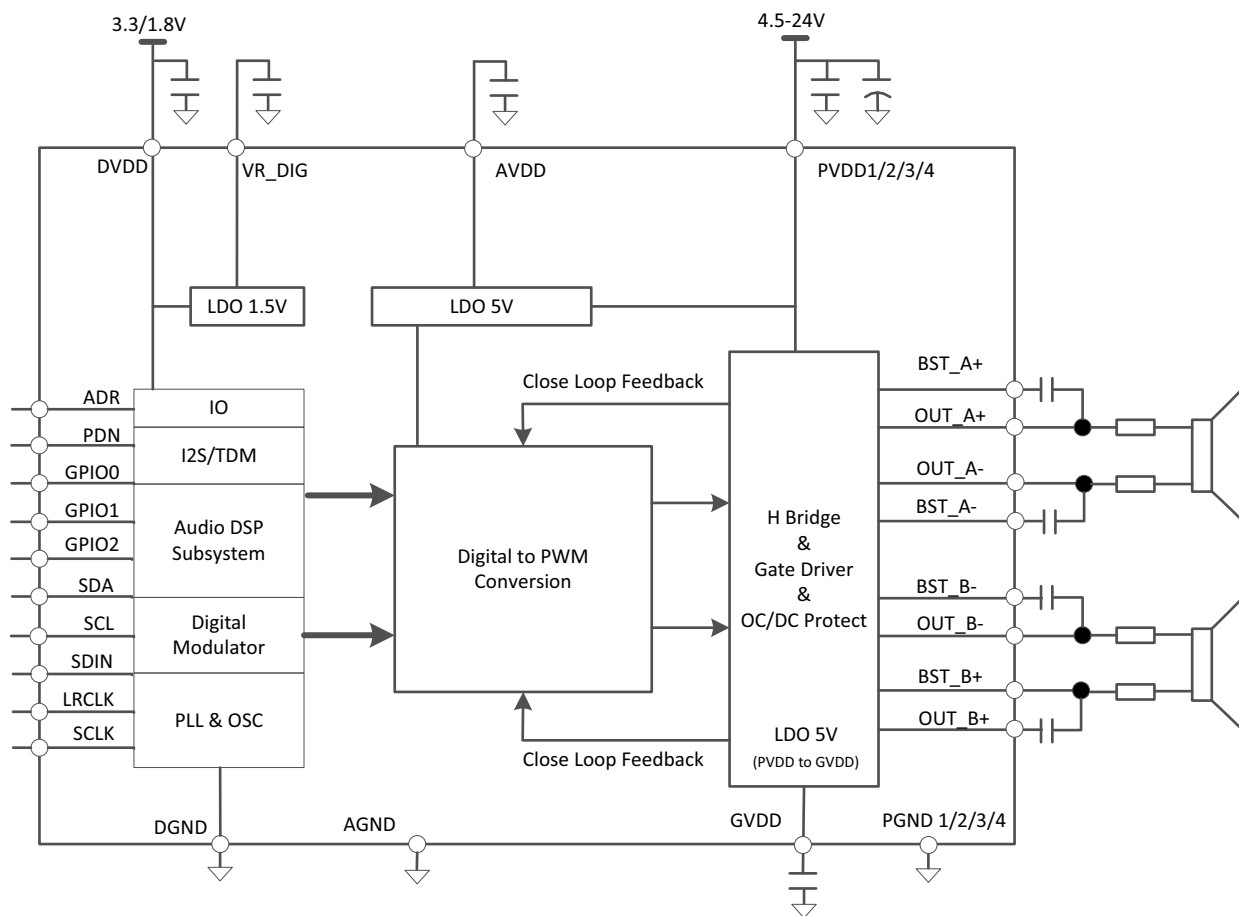 3.3/1.8V
4.5-24V
DVDD
VR_DIG
AVDD
PVDD1/2/3/4
LDO 1.5V
LDO 5V
ADR
PDN
GPIO0
GPIO1
GPIO2
SDA
SCL
SDIN
LRCLK
SCLK
IO
I2S/TDM
Audio DSP
Subsystem
Digital
Modulator
PLL & OSC
Close Loop Feedback
Digital to PWM
Conversion
Close Loop Feedback
H Bridge
&
Gate Driver
&
OC/DC Protect
LDO 5V
(PVDD to GVDD)
BST_A+
OUT_A+
OUT_A-
BST_A-
BST_B-
OUT_B-
BST_B+
OUT_B+
DGND
AGND
GVDD
PGND 1/2/3/4